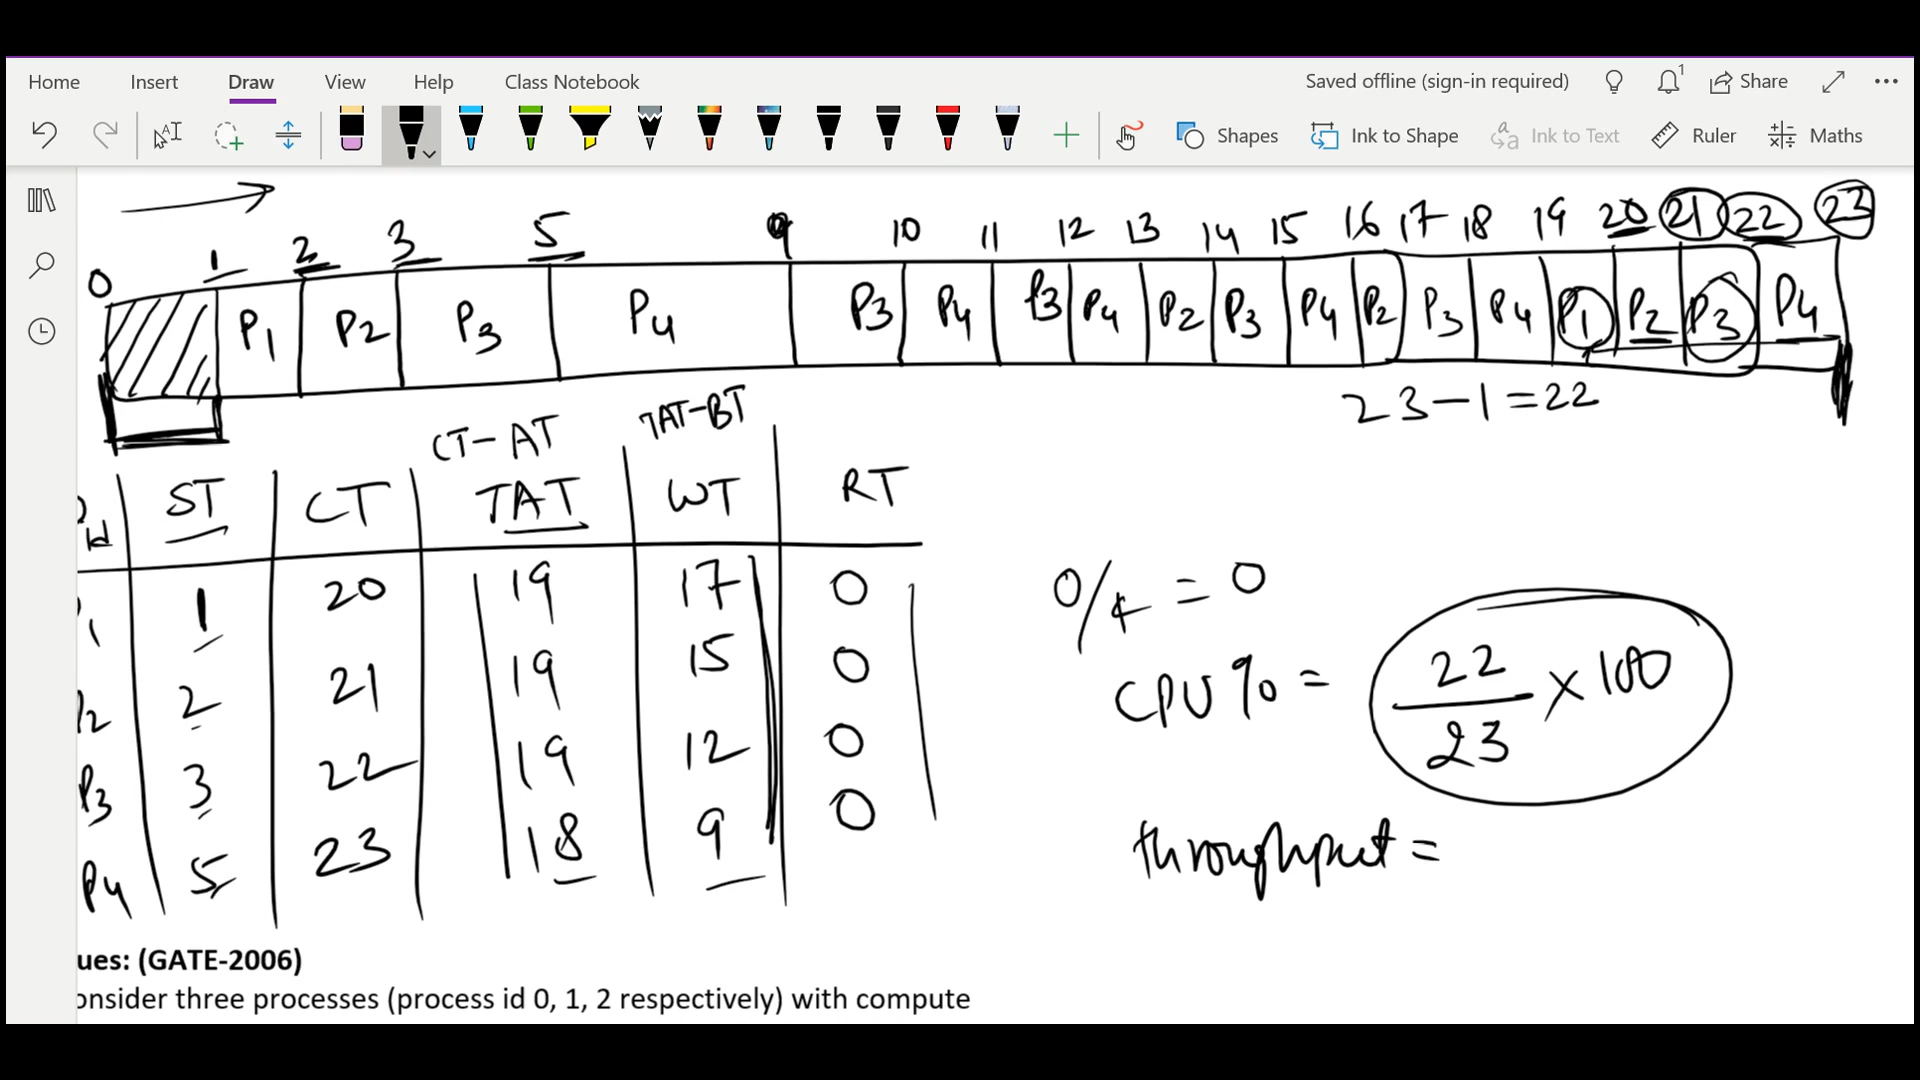 Home Insert Draw View Help Class Notebook Saved offline (sign-in required) 1 Share
Shapes Ink to Shape Ink to Text Ruler Maths
0 1 2 3 5 9 10 11 12 13 14 15 16 17 18 19 20 21 22 23
P1 P2 P3 P4 P3 P4 P3 P4 P2 P3 P4 P2 P3 P4 P1 P2 P3 P4
23-1=22
CT-AT TAT-BT
Pid ST CT TAT WT RT
P1 1 20 19 17 0
P2 2 21 19 15 0
P3 3 22 19 12 0
P4 5 23 18 9 0
0/4 = 0
CPU % = 22/23 × 100
throughput =
ues: (GATE-2006)
onsider three processes (process id 0, 1, 2 respectively) with compute